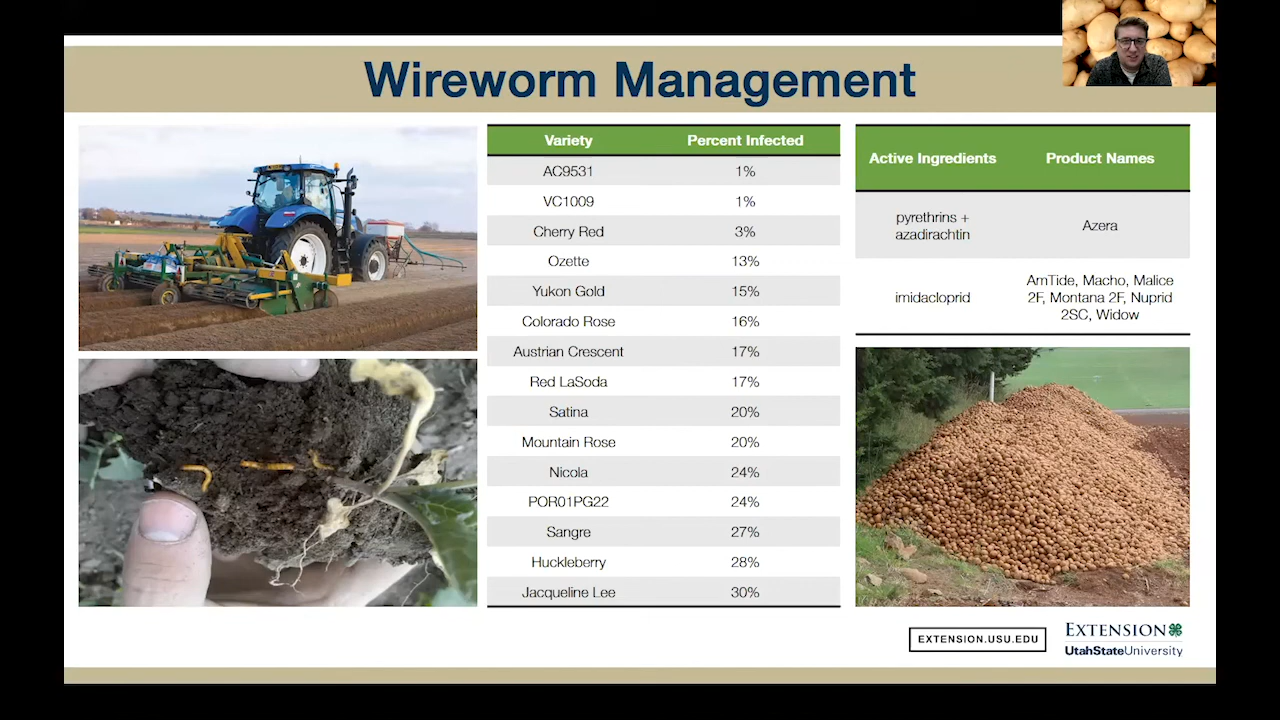 Wireworm Management
Variety Percent Infected
AC9531 1%
VC1009 1%
Cherry Red 3%
Ozette 13%
Yukon Gold 15%
Colorado Rose 16%
Austrian Crescent 17%
Red LaSoda 17%
Satina 20%
Mountain Rose 20%
Nicola 24%
POR01PG22 24%
Sangre 27%
Huckleberry 28%
Jacqueline Lee 30%
Active Ingredients Product Names
pyrethrins +
azadirachtin
Azera
imidacloprid
AmTide, Macho, Malice
2F, Montana 2F, Nuprid
2SC, Widow
EXTENSION.USU.EDU
EXTENSION
UtahStateUniversity